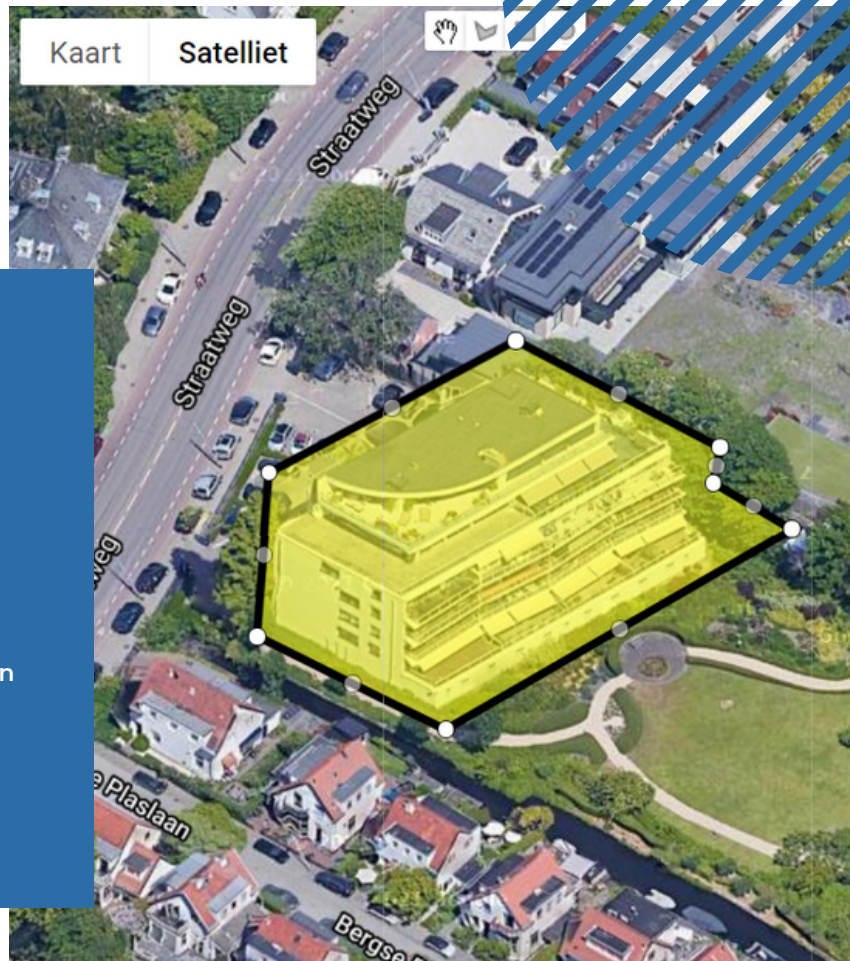 Kaart
Satelliet
Straatweg
Straatweg
weg
n
e Plaslaan
Bergse